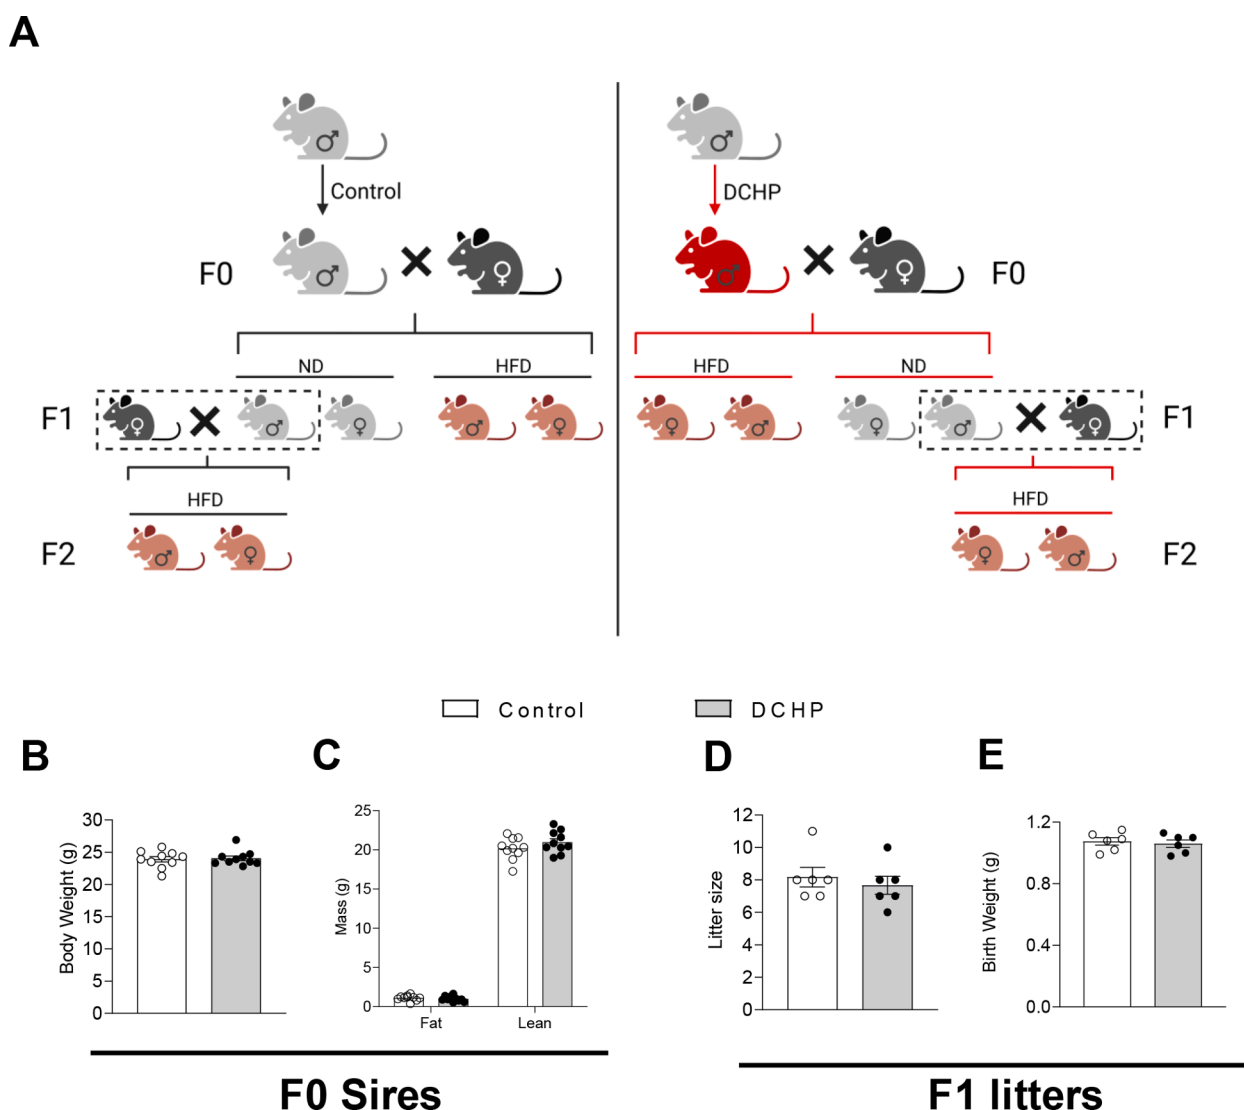 A
Control
DCHP
F0
F0
ND
HFD
HFD
ND
F1
F1
HFD
HFD
F2
F2
Control
DCHP
B
C
D
E
Body Weight (g)
30
25
20
15
10
5
0
Mass (g)
25
20
15
10
5
0
Fat
Lean
Litter size
12
10
8
6
4
2
0
Birth Weight (g)
1.2
0.8
0.4
0.0
F0 Sires
F1 litters